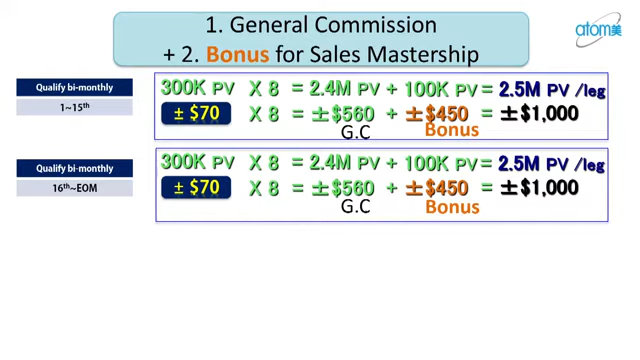 1. General Commission
+ 2. Bonus for Sales Mastership
atom美
Qualify bi-monthly
1~15th
300K PV X 8 = 2.4M PV + 100K PV = 2.5M PV /leg
± $70 X 8 = ±$560 + ±$450 = ±$1,000
G.C Bonus
Qualify bi-monthly
16th~EOM
300K PV X 8 = 2.4M PV + 100K PV = 2.5M PV /leg
± $70 X 8 = ±$560 + ±$450 = ±$1,000
G.C Bonus